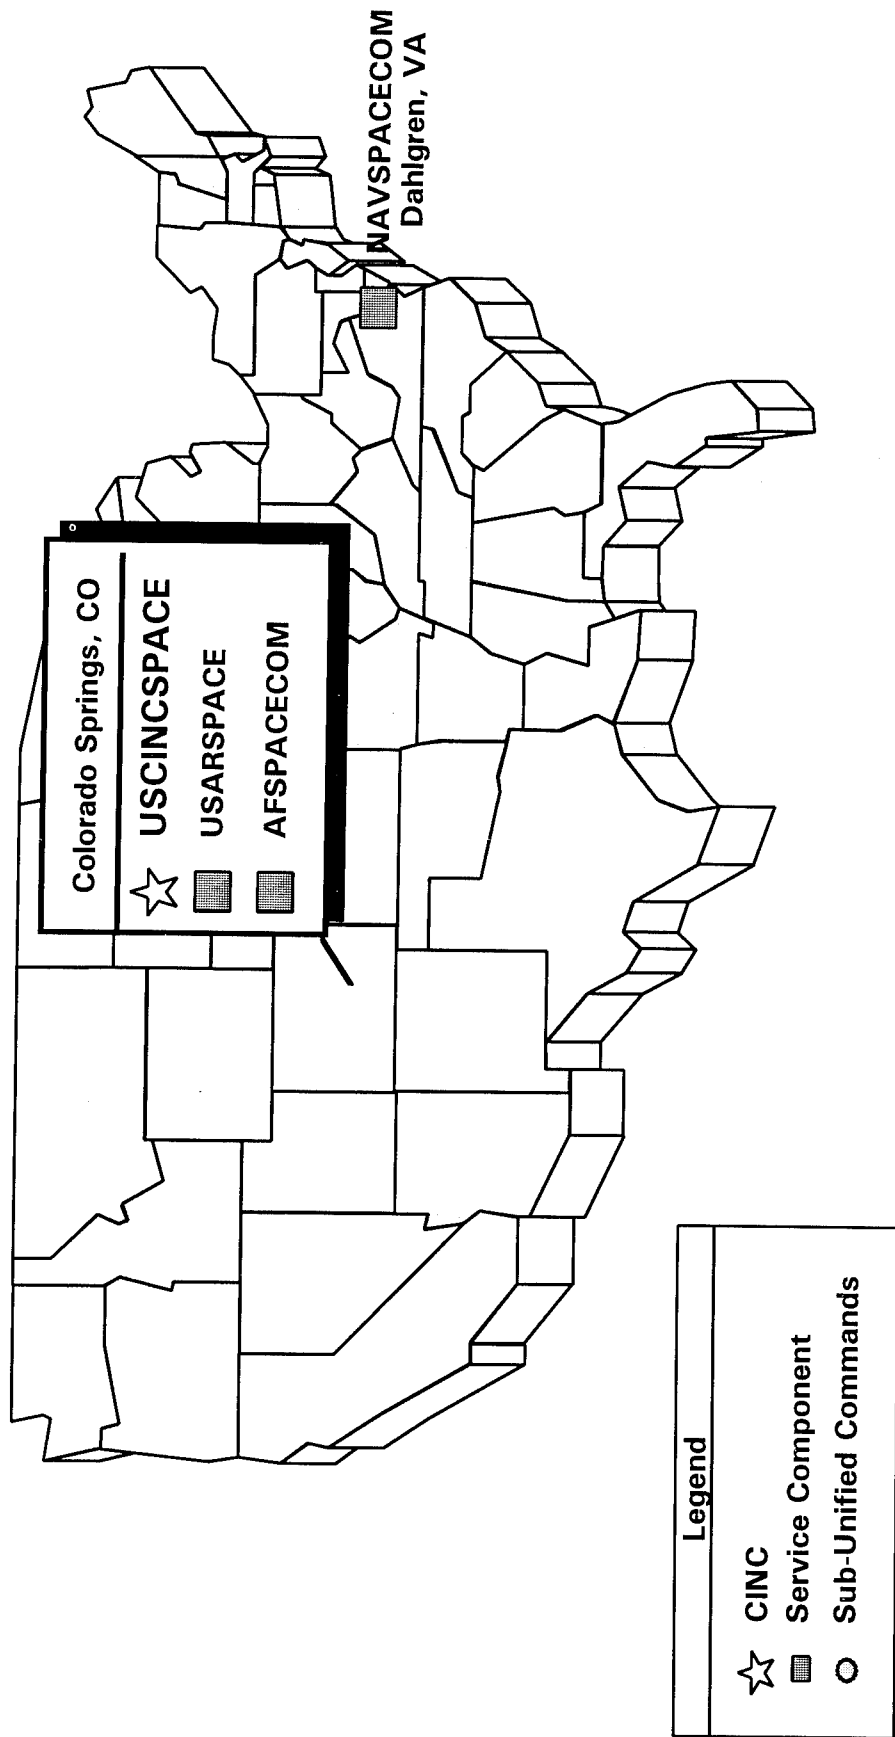 Colorado Springs, CO
USCINCSPACE
USARSPACE
AFSPACECOM
NAVSPACECOM
Dahlgren, VA
Legend
CINC
Service Component
Sub-Unified Commands